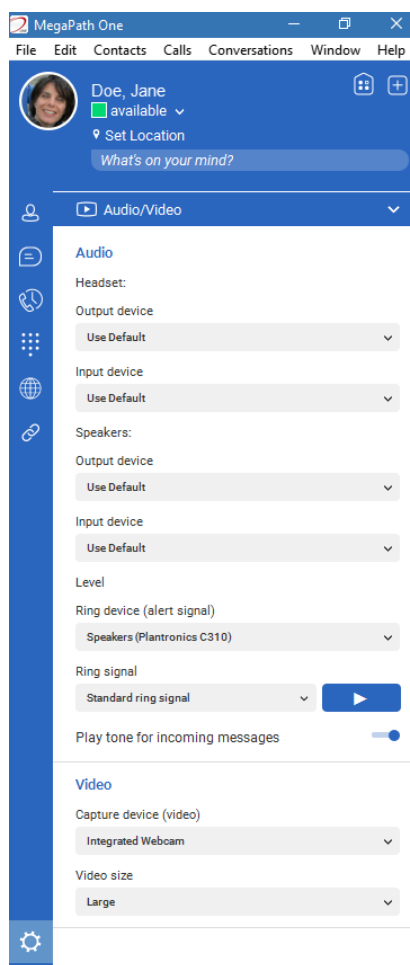 MegaPath One
File Edit Contacts Calls Conversations Window Help
Doe, Jane
available
Set Location
What's on your mind?
Audio/Video
Audio
Headset:
Output device
Use Default
Input device
Use Default
Speakers:
Output device
Use Default
Input device
Use Default
Level
Ring device (alert signal)
Speakers (Plantronics C310)
Ring signal
Standard ring signal
Play tone for incoming messages
Video
Capture device (video)
Integrated Webcam
Video size
Large